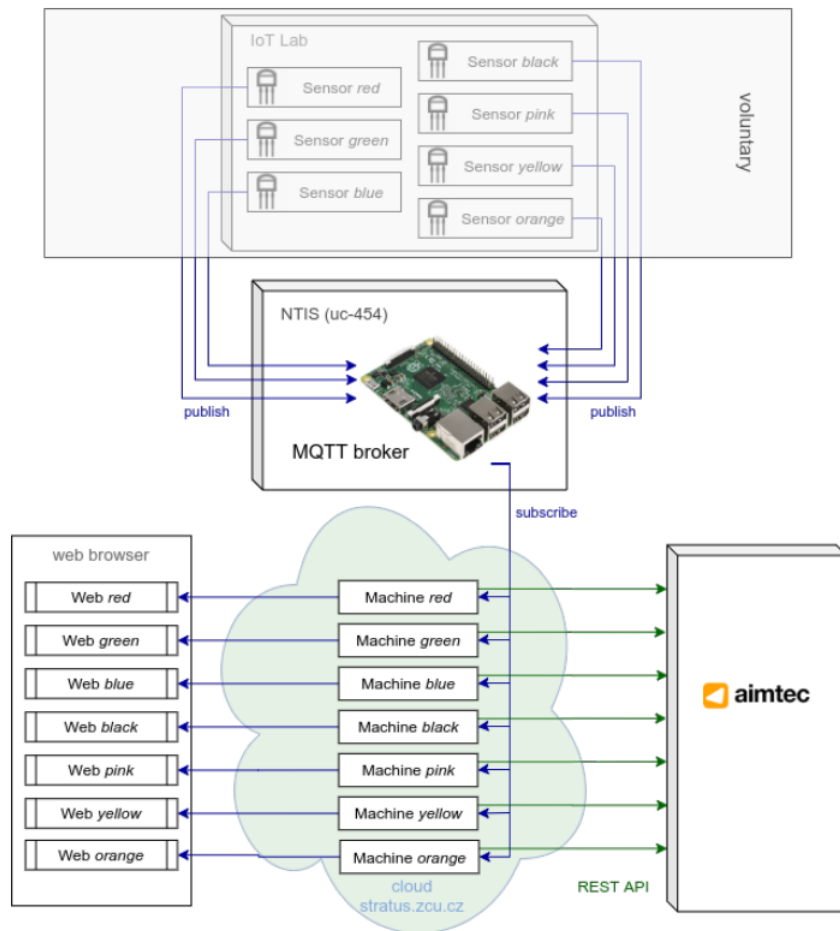 IoT Lab
Sensor red
Sensor green
Sensor blue
Sensor black
Sensor pink
Sensor yellow
Sensor orange
voluntary
NTIS (uc-454)
publish
publish
MQTT broker
subscribe
web browser
Web red
Web green
Web blue
Web black
Web pink
Web yellow
Web orange
Machine red
Machine green
Machine blue
Machine black
Machine pink
Machine yellow
Machine orange
cloud
stratus.zcu.cz
REST API
aimtec